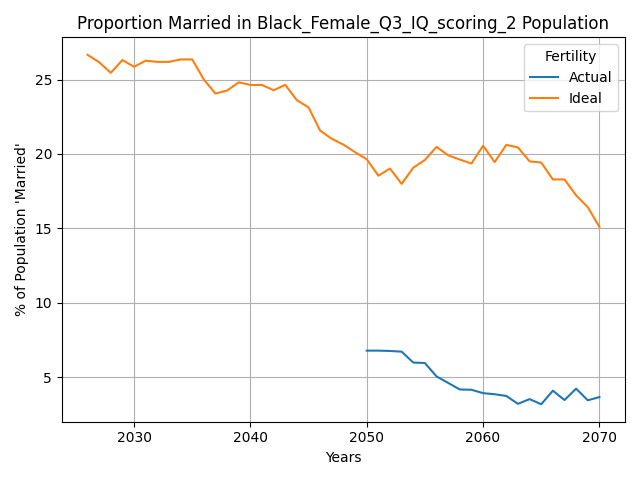 Proportion Married in Black_Female_Q3_IQ_scoring_2 Population
% of Population 'Married'
25
20
15
10
5
Fertility
Actual
Ideal
2030 2040 2050 2060 2070
Years